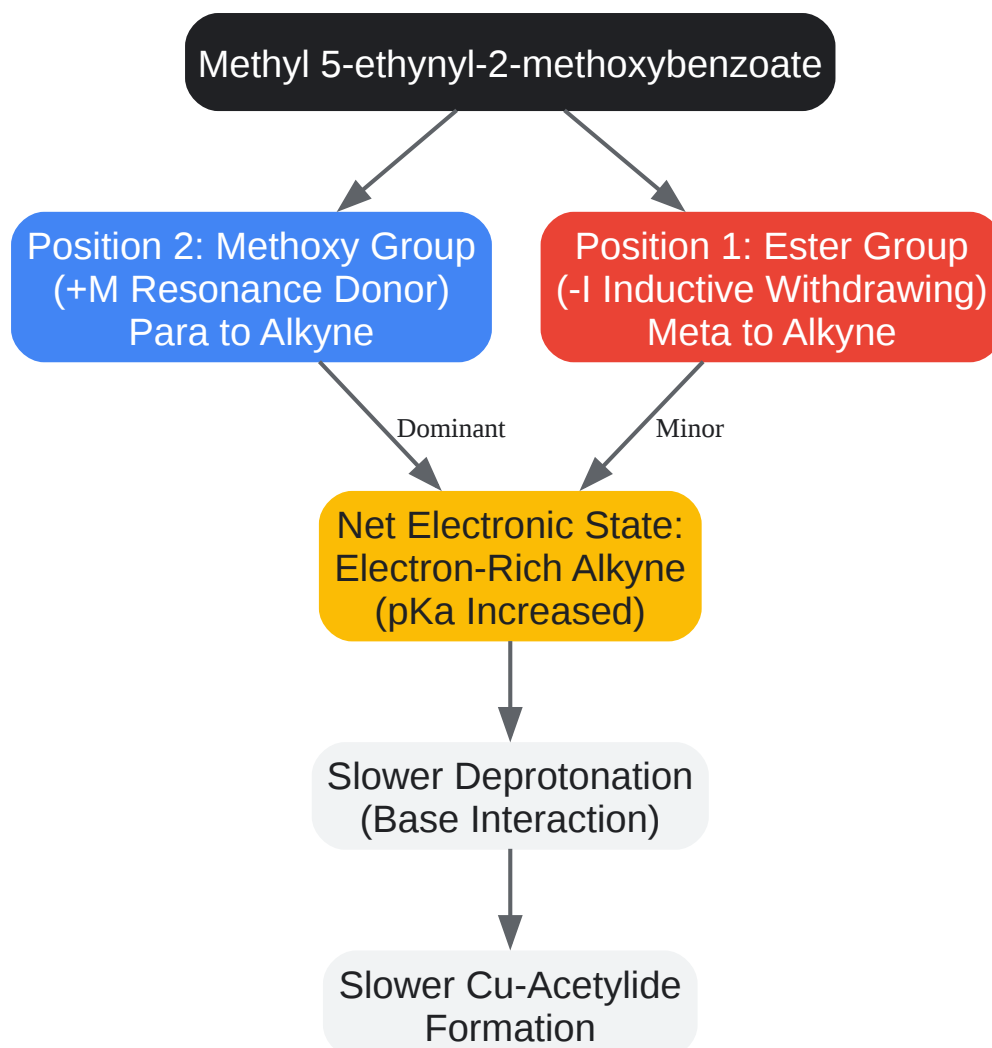 Methyl 5-ethynyl-2-methoxybenzoate
Position 2: Methoxy Group
(+M Resonance Donor)
Para to Alkyne
Position 1: Ester Group
(-I Inductive Withdrawing)
Meta to Alkyne
Dominant
Minor
Net Electronic State:
Electron-Rich Alkyne
(pKa Increased)
Slower Deprotonation
(Base Interaction)
Slower Cu-Acetylide
Formation